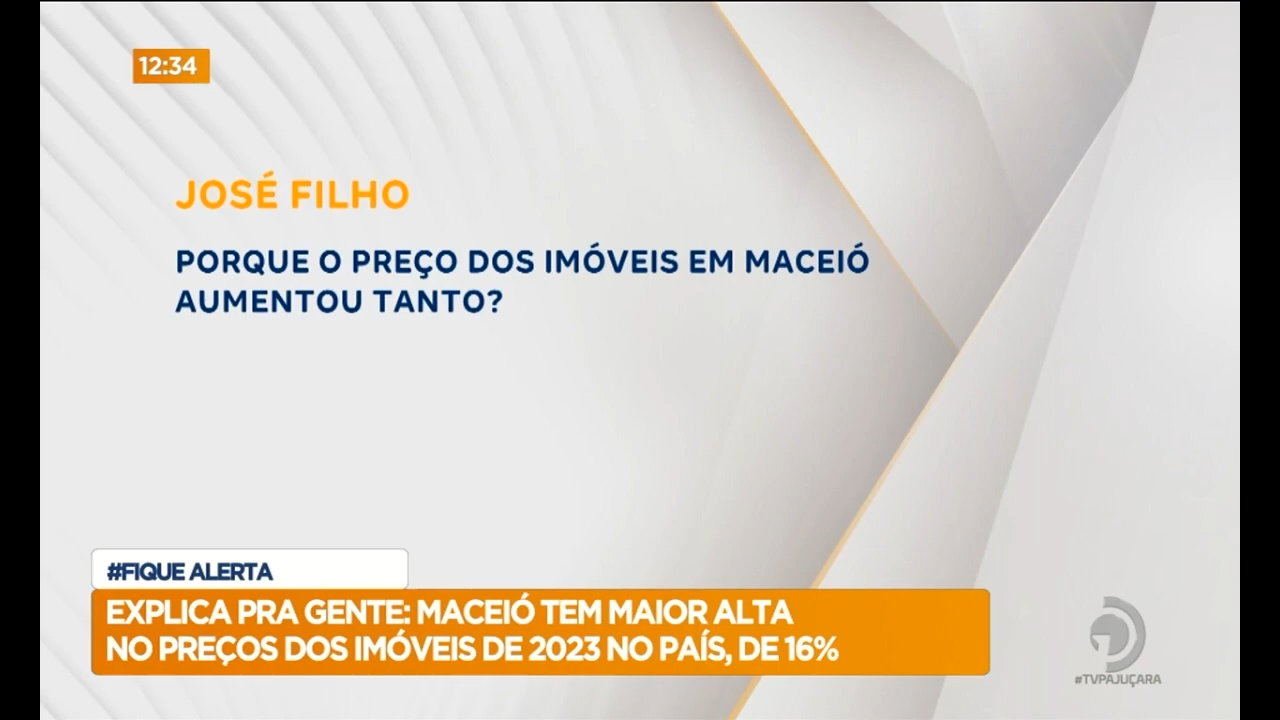 12:34
JOSÉ FILHO
PORQUE O PREÇO DOS IMÓVEIS EM MACEIÓ
AUMENTOU TANTO?
#FIQUE ALERTA
EXPLICA PRA GENTE: MACEIÓ TEM MAIOR ALTA
NO PREÇOS DOS IMÓVEIS DE 2023 NO PAÍS, DE 16%
#TVPAJUÇARA